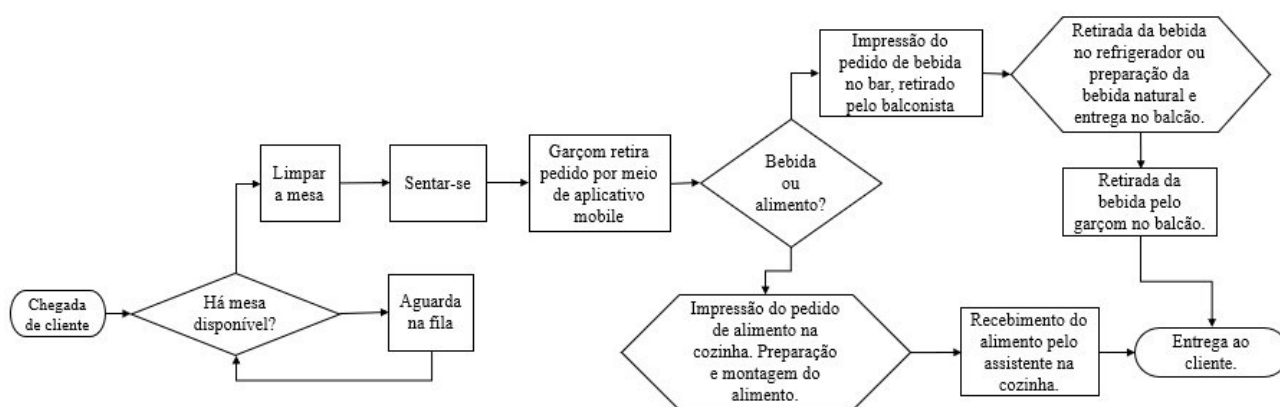 Chegada
de cliente
Há mesa
disponível?
Aguarda
na fila
Limpar
a mesa
Sentar-se
Garçom retira
pedido por meio
de aplicativo
mobile
Bebida
ou
alimento?
Impressão do
pedido de bebida
no bar, retirado
pelo balconista
Retirada da bebida
no refrigerador ou
preparação da
bebida natural e
entrega no balcão.
Retirada da
bebida pelo
garçom no balcão.
Impressão do pedido
de alimento na
cozinha. Preparação
e montagem do
alimento.
Recebimento do
alimento pelo
assistente na
cozinha.
Entrega ao
cliente.